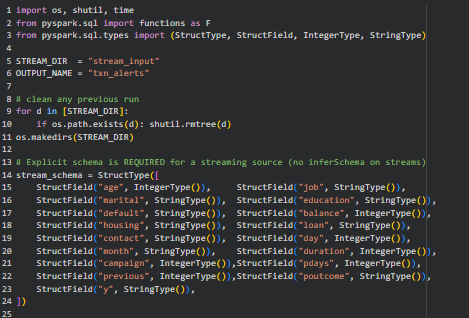 1 import os, shutil, time
2 from pyspark.sql import functions as F
3 from pyspark.sql.types import (StructType, StructField, IntegerType, StringType)
4
5 STREAM_DIR  = "stream_input"
6 OUTPUT_NAME = "txn_alerts"
7
8 # clean any previous run
9 for d in [STREAM_DIR]:
10     if os.path.exists(d): shutil.rmtree(d)
11 os.makedirs(STREAM_DIR)
12
13 # Explicit schema is REQUIRED for a streaming source (no inferSchema on streams)
14 stream_schema = StructType([
15     StructField("age", IntegerType()),     StructField("job", StringType()),
16     StructField("marital", StringType()),  StructField("education", StringType()),
17     StructField("default", StringType()),  StructField("balance", IntegerType()),
18     StructField("housing", StringType()),  StructField("loan", StringType()),
19     StructField("contact", StringType()),  StructField("day", IntegerType()),
20     StructField("month", StringType()),    StructField("duration", IntegerType()),
21     StructField("campaign", IntegerType()),StructField("pdays", IntegerType()),
22     StructField("previous", IntegerType()),StructField("poutcome", StringType()),
23     StructField("y", StringType()),
24 ])
25